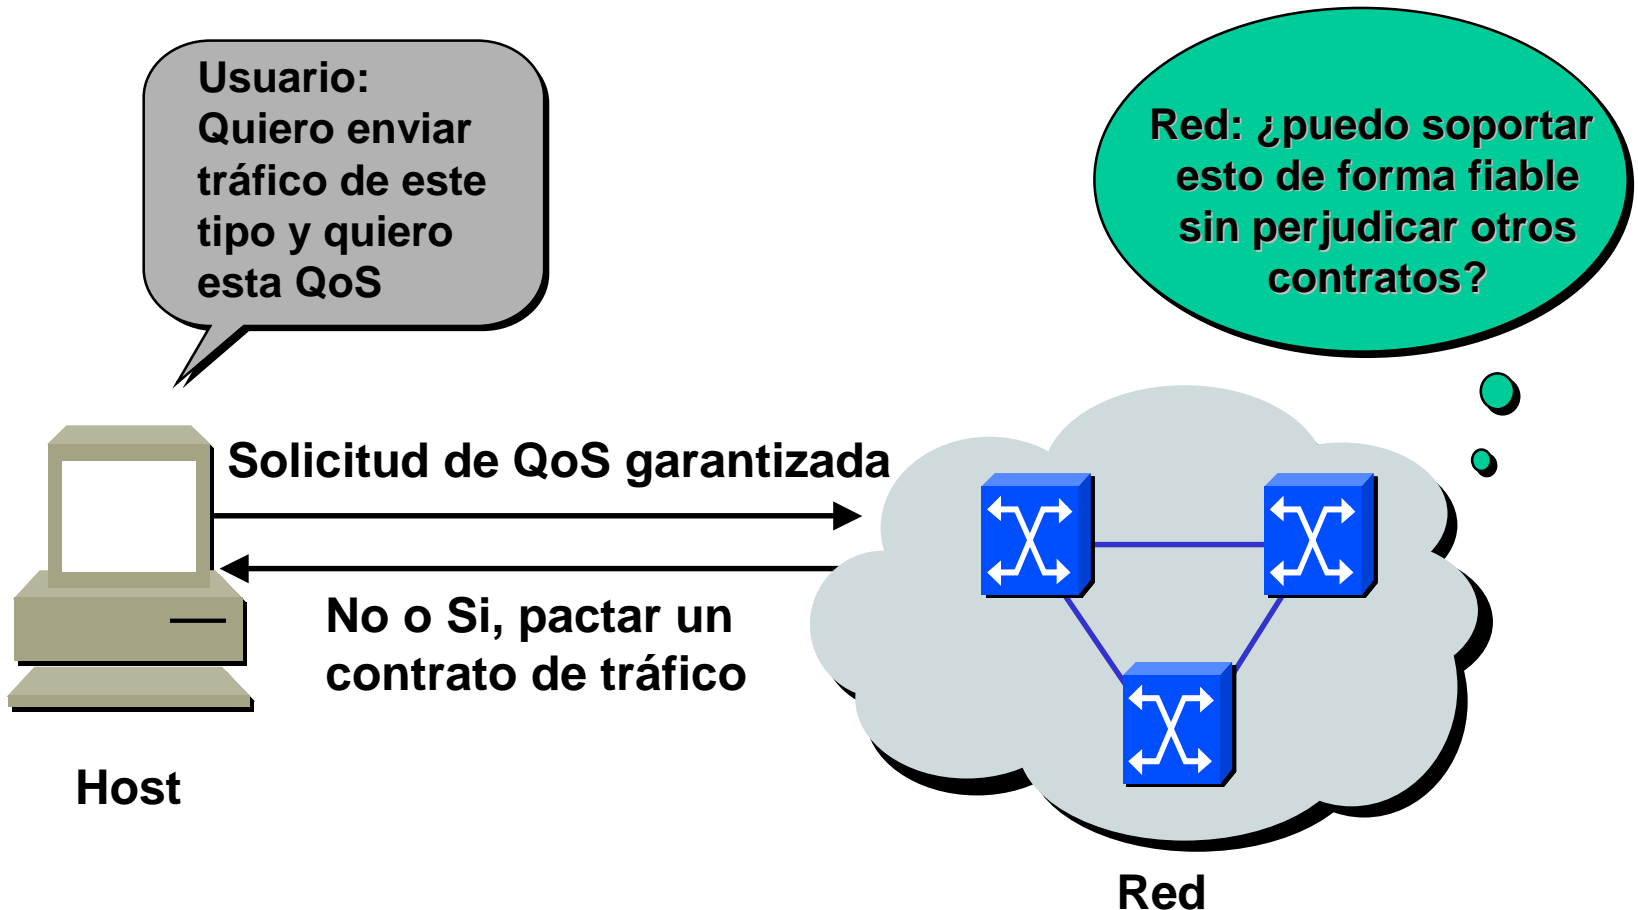 Usuario:
Quiero enviar
tráfico de este
tipo y quiero
esta QoS
Red: ¿puedo soportar
esto de forma fiable
sin perjudicar otros
contratos?
Solicitud de QoS garantizada
No o Si, pactar un
contrato de tráfico
Host
Red